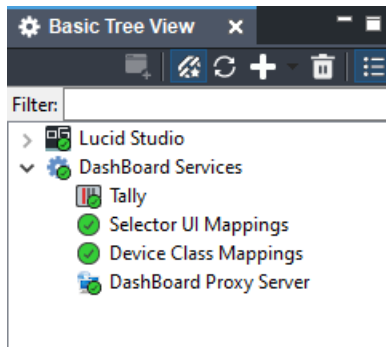 Basic Tree View
Filter:
Lucid Studio
DashBoard Services
Tally
Selector UI Mappings
Device Class Mappings
DashBoard Proxy Server